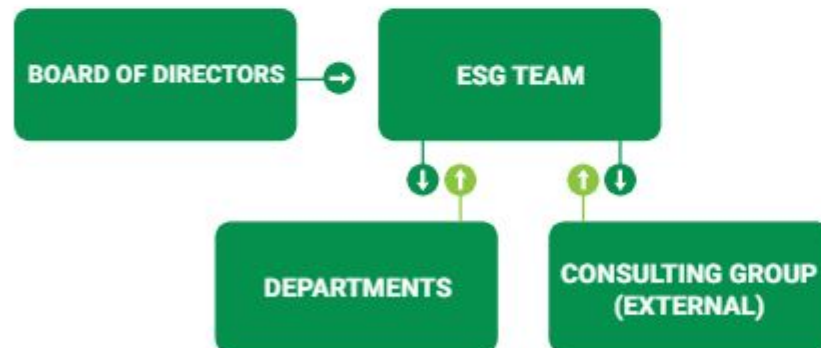 BOARD OF DIRECTORS
ESG TEAM
DEPARTMENTS
CONSULTING GROUP
(EXTERNAL)